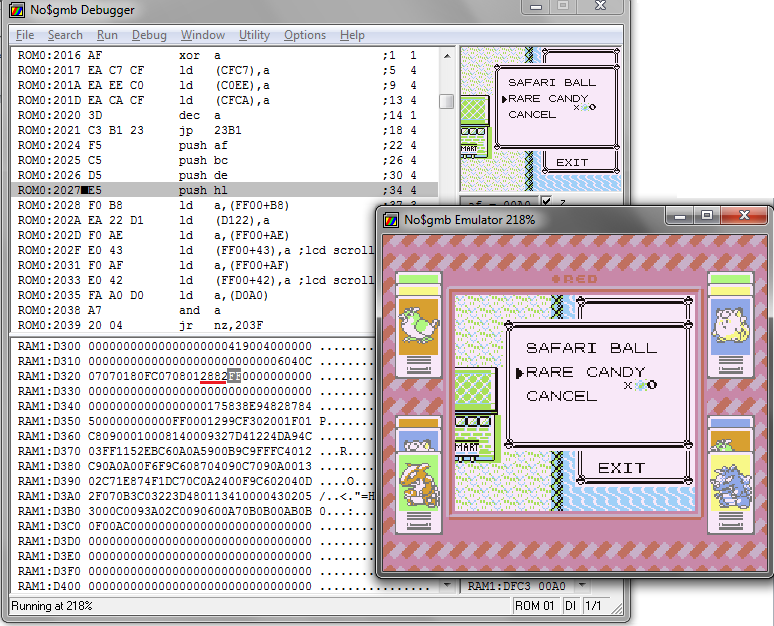 No$gmb Debugger
File Search Run Debug Window Utility Options Help
ROM0:2016 AF xor a ;1 1
ROM0:2017 EA C7 CF ld (CFC7),a ;5 4
ROM0:201A EA EE C0 ld (C0EE),a ;9 4
ROM0:201D EA CA CF ld (CFCA),a ;13 4
ROM0:2020 3D dec a ;14 1
ROM0:2021 C3 B1 23 jp 23B1 ;18 4
ROM0:2024 F5 push af ;22 4
ROM0:2025 C5 push bc ;26 4
ROM0:2026 D5 push de ;30 4
ROM0:2027 E5 push hl ;34 4
ROM0:2028 F0 B8 ld a,(FF00+B8) ;37 3
ROM0:202A EA 22 D1 ld (D122),a
ROM0:202D F0 AE ld a,(FF00+AE)
ROM0:202F E0 43 ld (FF00+43),a ;lcd scroll
ROM0:2031 F0 AF ld a,(FF00+AF)
ROM0:2033 E0 42 ld (FF00+42),a ;lcd scroll
ROM0:2035 FA A0 D0 ld a,(D0A0)
ROM0:2038 A7 and a
ROM0:2039 20 04 jr nz,203F
SAFARI BALL
RARE CANDY
x
CANCEL
MART
EXIT
af = 00A0 z
RAM1:D300 00000000000000000000419004000000 ................
RAM1:D310 0000000000000000000000000006040C
RAM1:D320 07070180FC0708012882FE0000000000
RAM1:D330 00000000000000000000000000000000
RAM1:D340 00000000000000000175838E94828784
RAM1:D350 500000000000FF0001299CF302001F01 P
RAM1:D360 C80900010008140009327D41224DA94C
RAM1:D370 03FF1152EBC60A0A5900B9C9FFFC4012 ...R
RAM1:D380 C90A0A00F6F9C608704090C7090A0013
RAM1:D390 02C71E874F1DC70C0A2400F9C602040D ....O
RAM1:D3A0 2F070B3C03223D480113410000430205 /..<."=H
RAM1:D3B0 3000C0093A02C0090600A70B0B00AB0B 0...:
RAM1:D3C0 0F00AC00000000000000000000000000
RAM1:D3D0 00000000000000000000000000000000
RAM1:D3E0 00000000000000000000000000000000
RAM1:D3F0 00000000000000000000000000000000
RAM1:D400 00000000000000000000000000000000
RAM1:DFC3 00A0
Running at 218% ROM 01 DI 1/1
No$gmb Emulator 218%
RED
SAFARI BALL
RARE CANDY
x
CANCEL
MART
EXIT